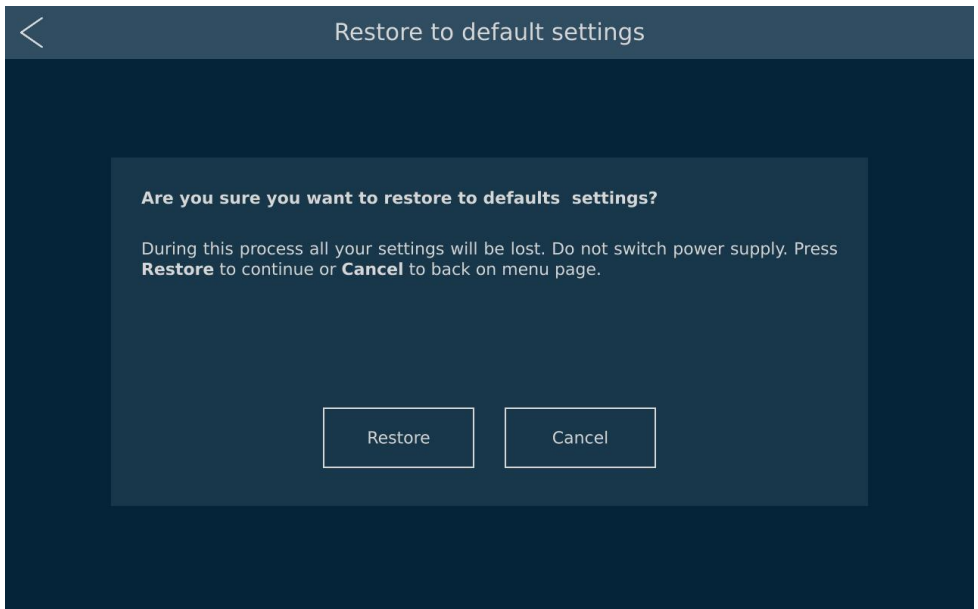 Restore to default settings
Are you sure you want to restore to defaults  settings?
During this process all your settings will be lost. Do not switch power supply. Press
Restore to continue or Cancel to back on menu page.
Restore
Cancel